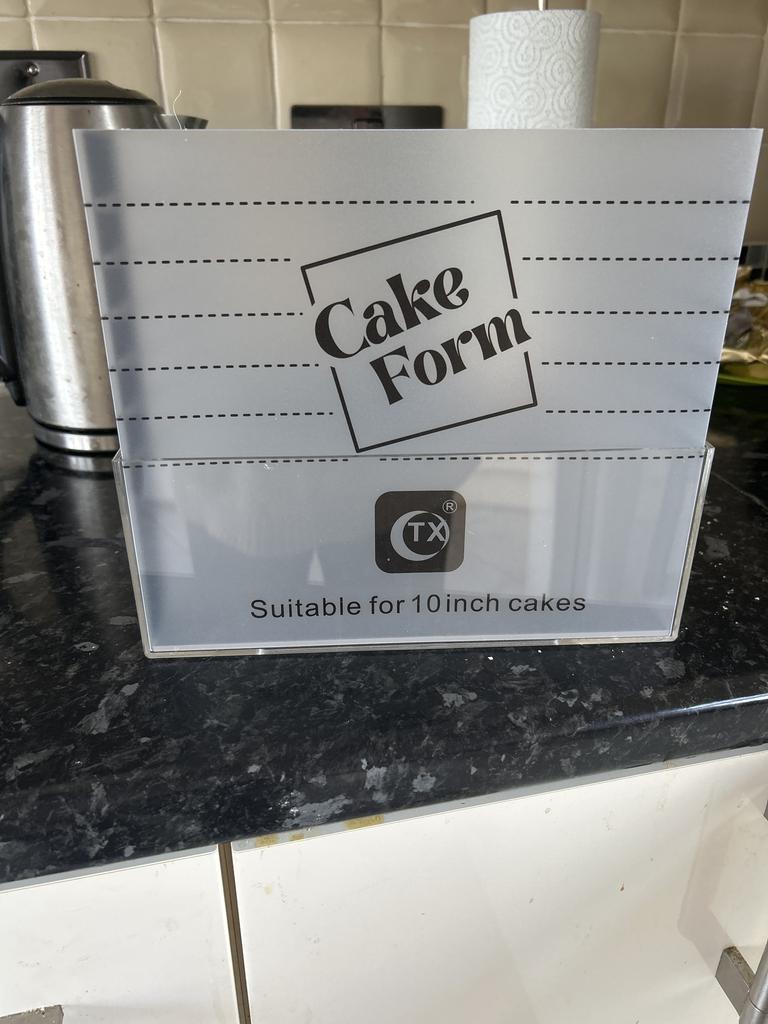 Cake
Form
TX ®
Suitable for 10 inch cakes